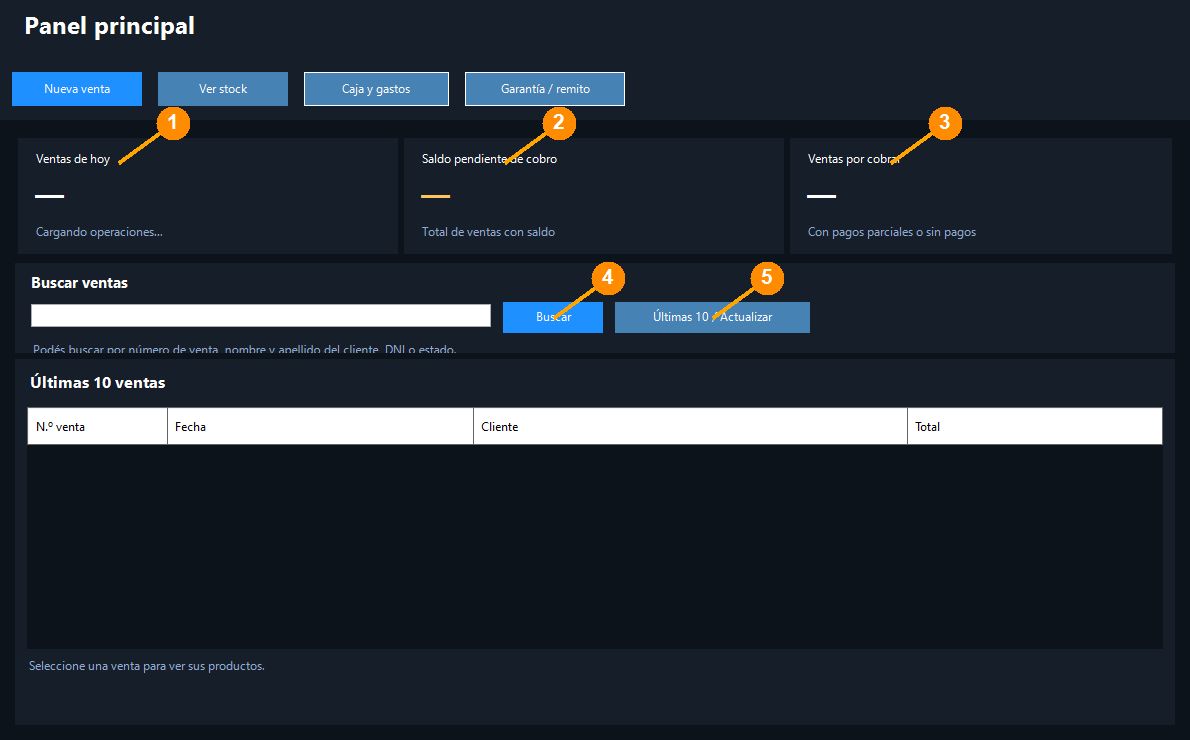 Panel principal
Nueva venta
Ver stock
Caja y gastos
Garantía / remito
1
2
3
Ventas de hoy
Saldo pendiente de cobro
Ventas por cobrar
Cargando operaciones...
Total de ventas con saldo
Con pagos parciales o sin pagos
4
5
Buscar ventas
Buscar
Últimas 10 / Actualizar
Podés buscar por número de venta, nombre y apellido del cliente, DNI o estado.
Últimas 10 ventas
N.º venta
Fecha
Cliente
Total
Seleccione una venta para ver sus productos.